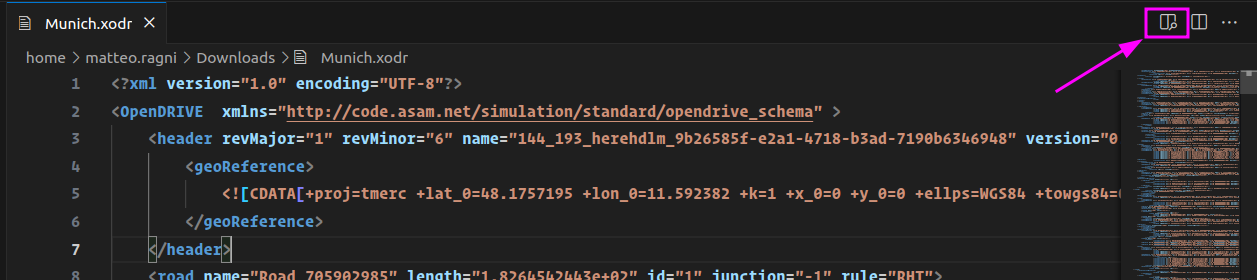 Munich.xodr
home > matteo.ragni > Downloads > Munich.xodr
1 <?xml version="1.0" encoding="UTF-8"?>
2 <OpenDRIVE  xmlns="http://code.asam.net/simulation/standard/opendrive_schema" >
3 <header revMajor="1" revMinor="6" name="144_193_herehdlm_9b26585f-e2a1-4718-b3ad-7190b6346948" version="0
4 <geoReference>
5 <![CDATA[+proj=tmerc +lat_0=48.1757195 +lon_0=11.592382 +k=1 +x_0=0 +y_0=0 +ellps=WGS84 +towgs84=0
6 </geoReference>
7 </header>
8 <road name="Road 705902985" length="1.8264542443e+02" id="1" junction="-1" rule="RHT">